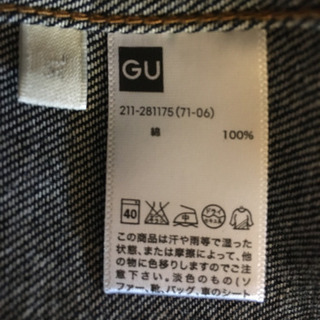 GU
211-281175 (71-06)
綿 100%
40
この商品は汗や雨等で湿った
状態、または摩擦によって、他
の物に色移りしますのでご注
意下さい。淡色のもの(ソ
ファー、靴、バッグ、車のシート